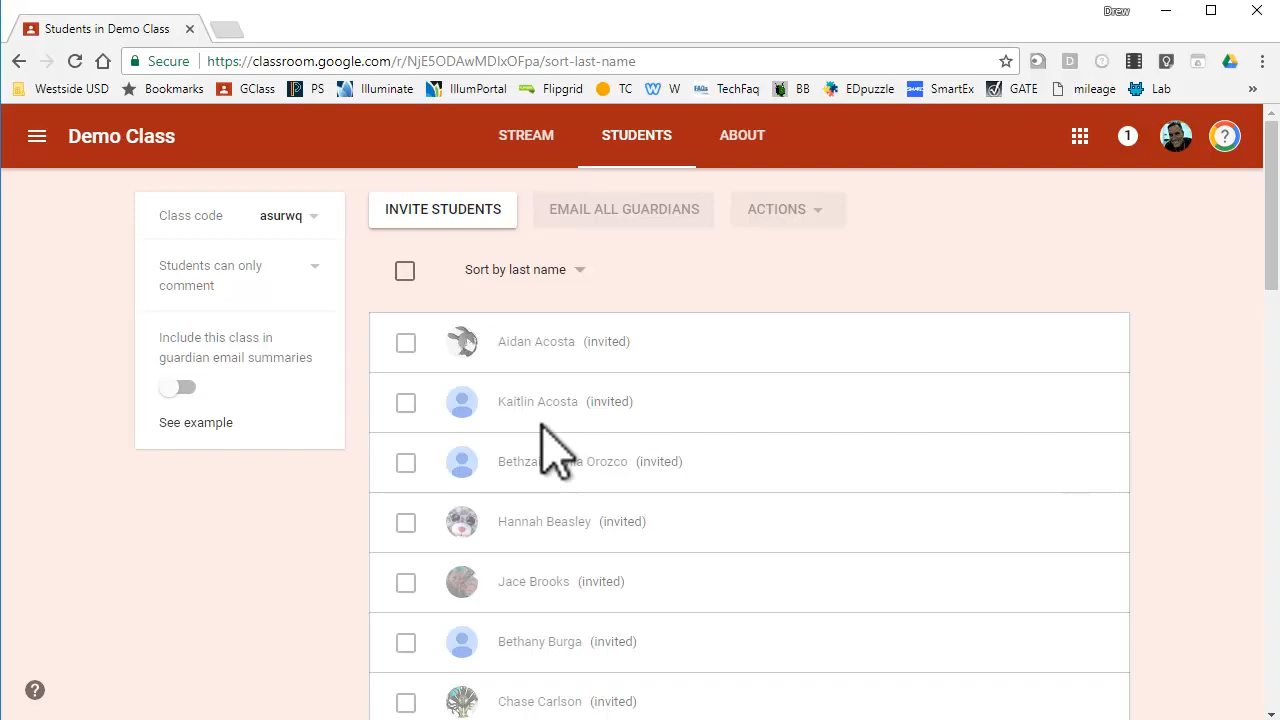 Drew
Students in Demo Class
Secure https://classroom.google.com/r/NjE5ODAwMDIxOFpa/sort-last-name
Westside USD Bookmarks GClass PS Illuminate IllumPortal Flipgrid TC W TechFaq BB EDpuzzle SmartEx GATE mileage Lab
Demo Class STREAM STUDENTS ABOUT 1
Class code asurwq
Students can only
comment
Include this class in
guardian email summaries
See example
INVITE STUDENTS EMAIL ALL GUARDIANS ACTIONS
Sort by last name
Aidan Acosta (invited)
Kaitlin Acosta (invited)
Orozco (invited)
Hannah Beasley (invited)
Jace Brooks (invited)
Bethany Burga (invited)
Chase Carlson (invited)